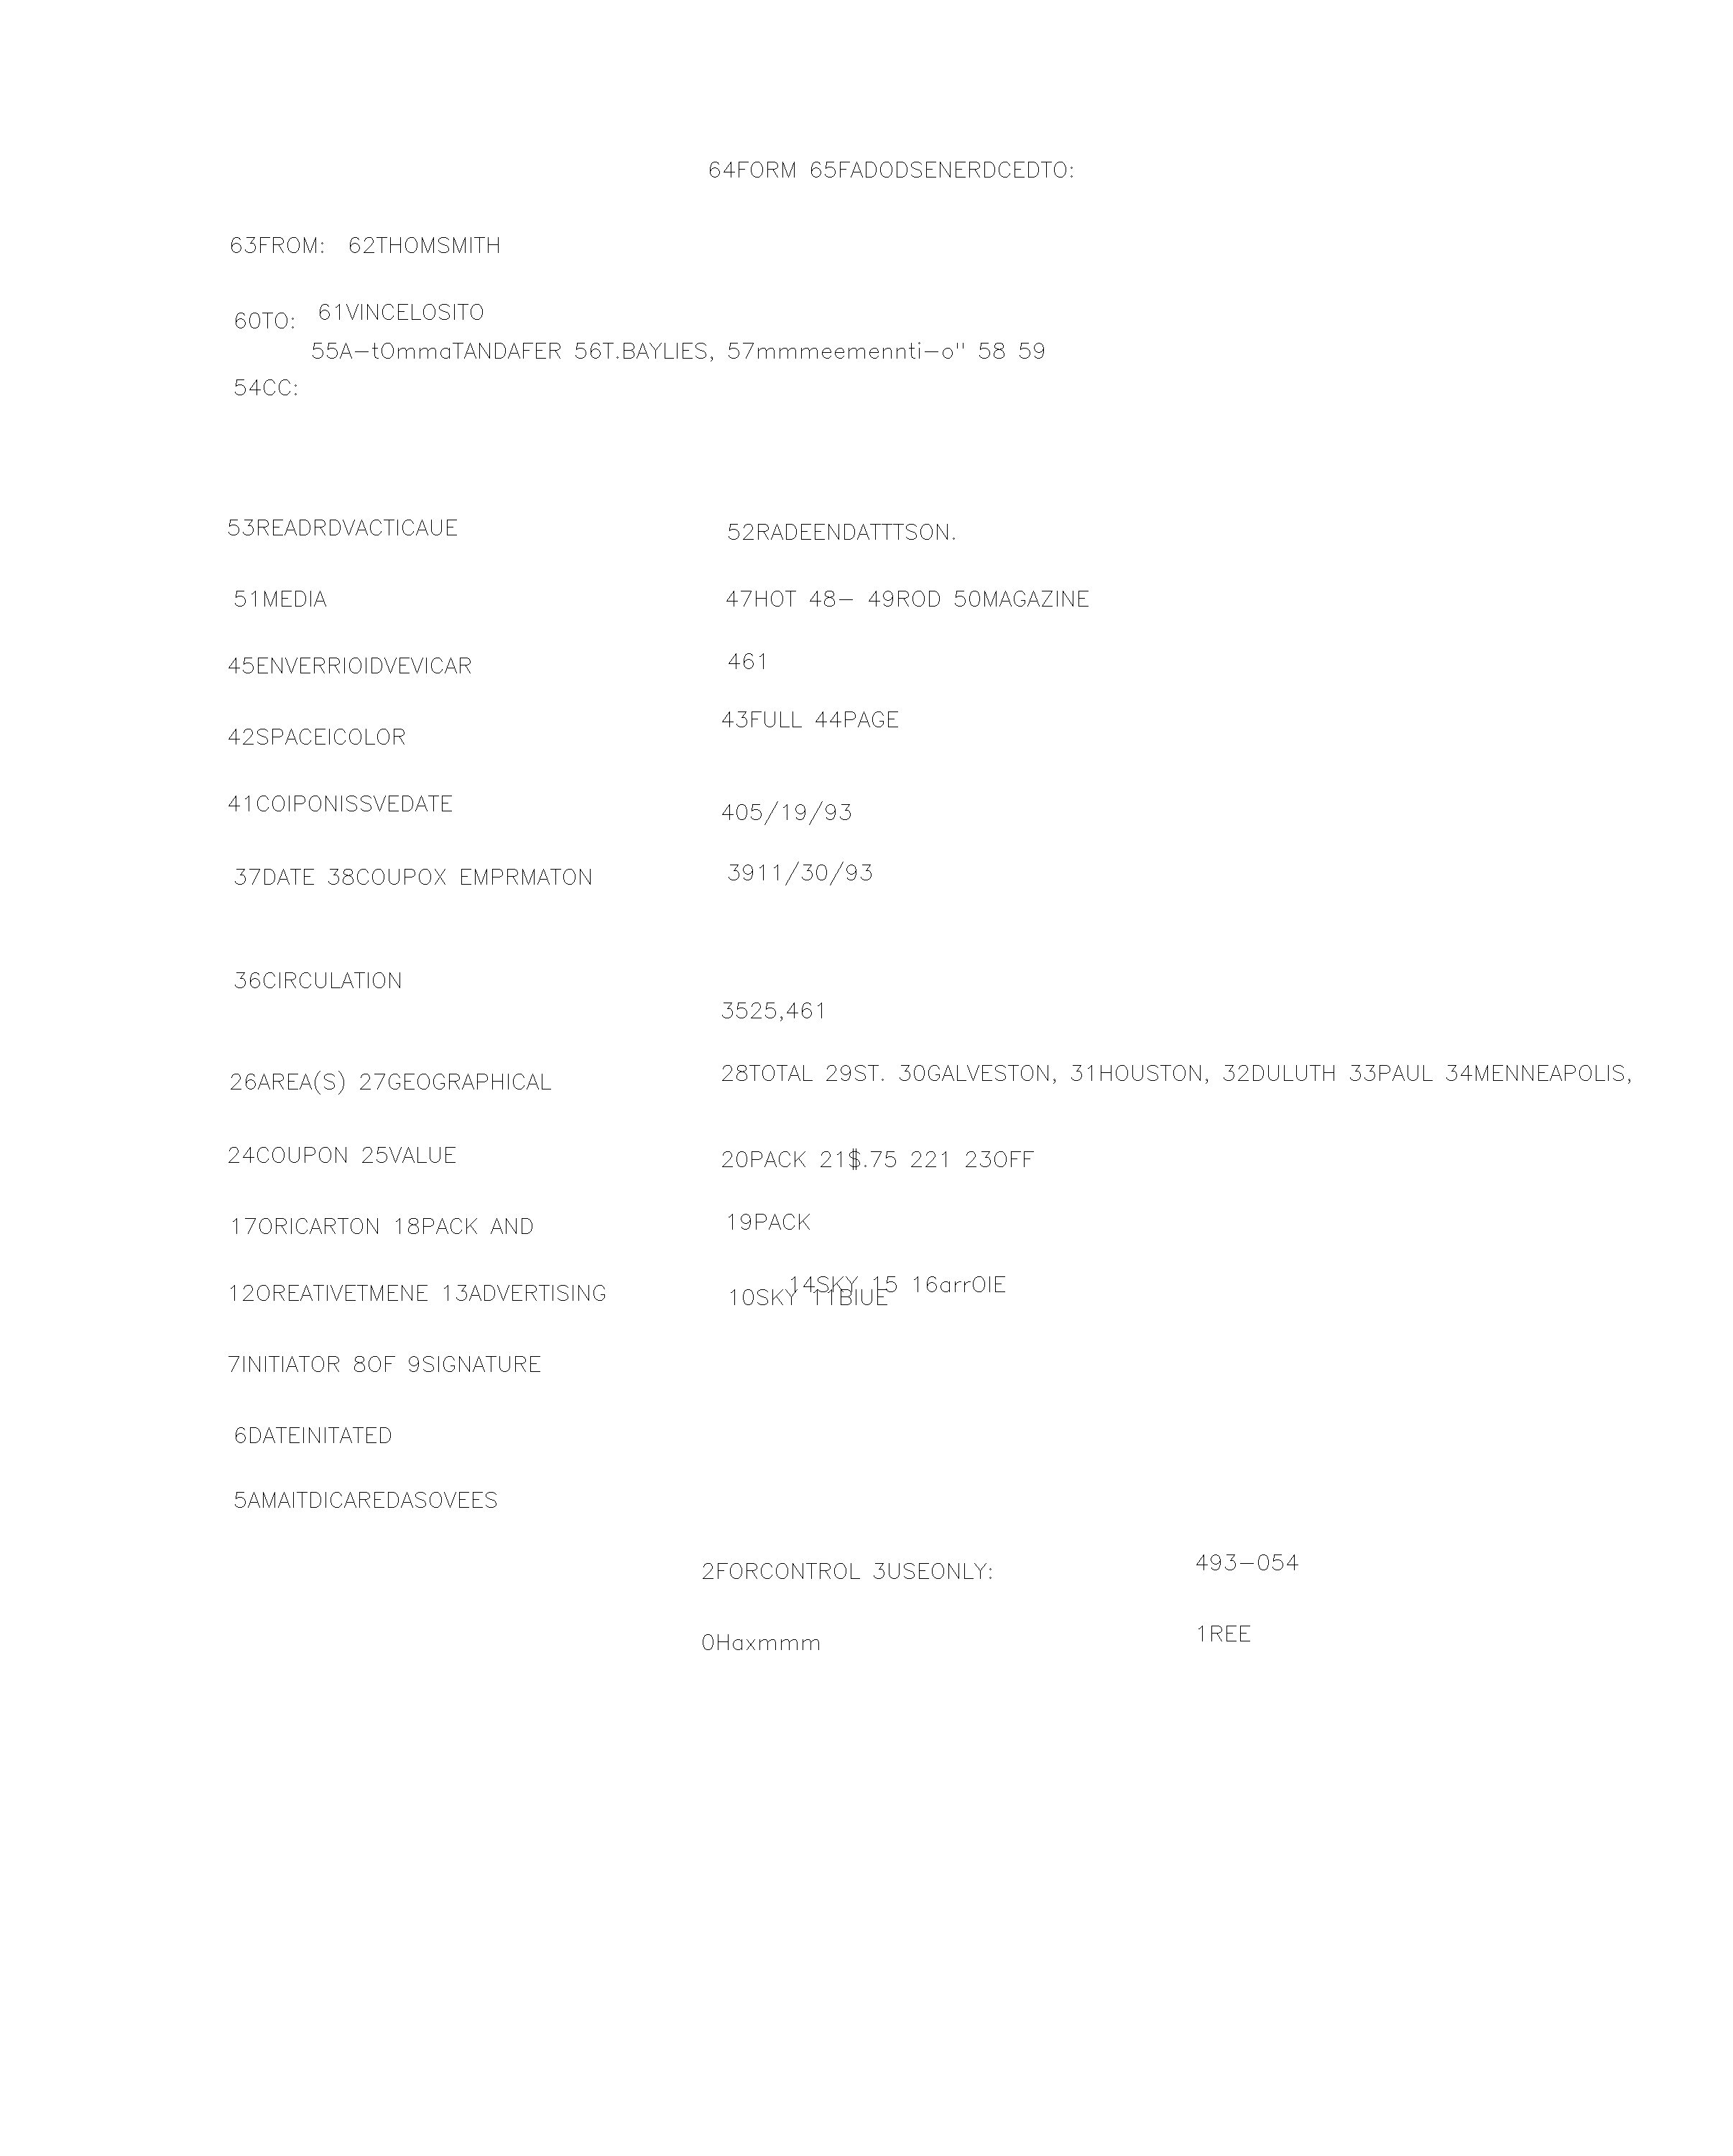 64FORM 65FADODSENERDCEDTO:
63FROM: 62THOMSMITH
60TO: 61VINCELOSITO
55A-tOmmaTANDAFER 56T.BAYLIES, 57mmmeemennti-o" 58 59
54CC:
53READRDVACTICAUE 52RADEENDATTTSON.
51MEDIA 47HOT 48- 49ROD 50MAGAZINE
45ENVERRIOIDVEVICAR 461
42SPACEICOLOR 43FULL 44PAGE
41COIPONISSVEDATE 405/19/93
37DATE 38COUPOX EMPRMATON 3911/30/93
36CIRCULATION
3525,461
26AREA(S) 27GEOGRAPHICAL 28TOTAL 29ST. 30GALVESTON, 31HOUSTON, 32DULUTH 33PAUL 34MENNEAPOLIS,
24COUPON 25VALUE 20PACK 21$.75 221 23OFF
17ORICARTON 18PACK AND 19PACK
14SKY 15 16arrOIE
12OREATIVETMENE 13ADVERTISING 10SKY 11BIUE
7INITIATOR 8OF 9SIGNATURE
6DATEINITATED
5AMAITDICAREDASOVEES
2FORCONTROL 3USEONLY: 493-054
0Haxmmm 1REE